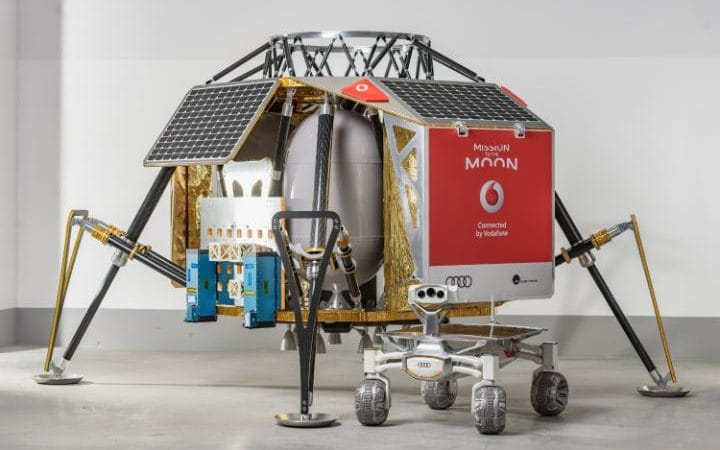 MISSION
TO THE
MOON
Connected
by Vodafone